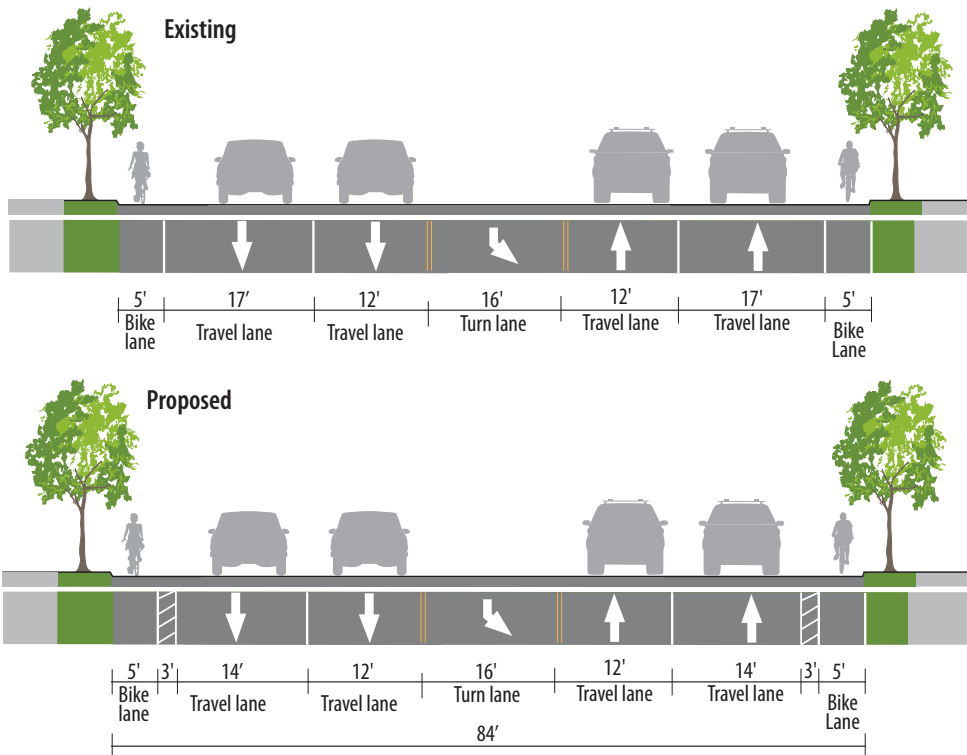 Existing
5' 17' 12' 16' 12' 17' 5'
Bike lane Travel lane Travel lane Turn lane Travel lane Travel lane Bike Lane
Proposed
5' 3' 14' 12' 16' 12' 14' 3' 5'
Bike lane Travel lane Travel lane Turn lane Travel lane Travel lane Bike Lane
84'